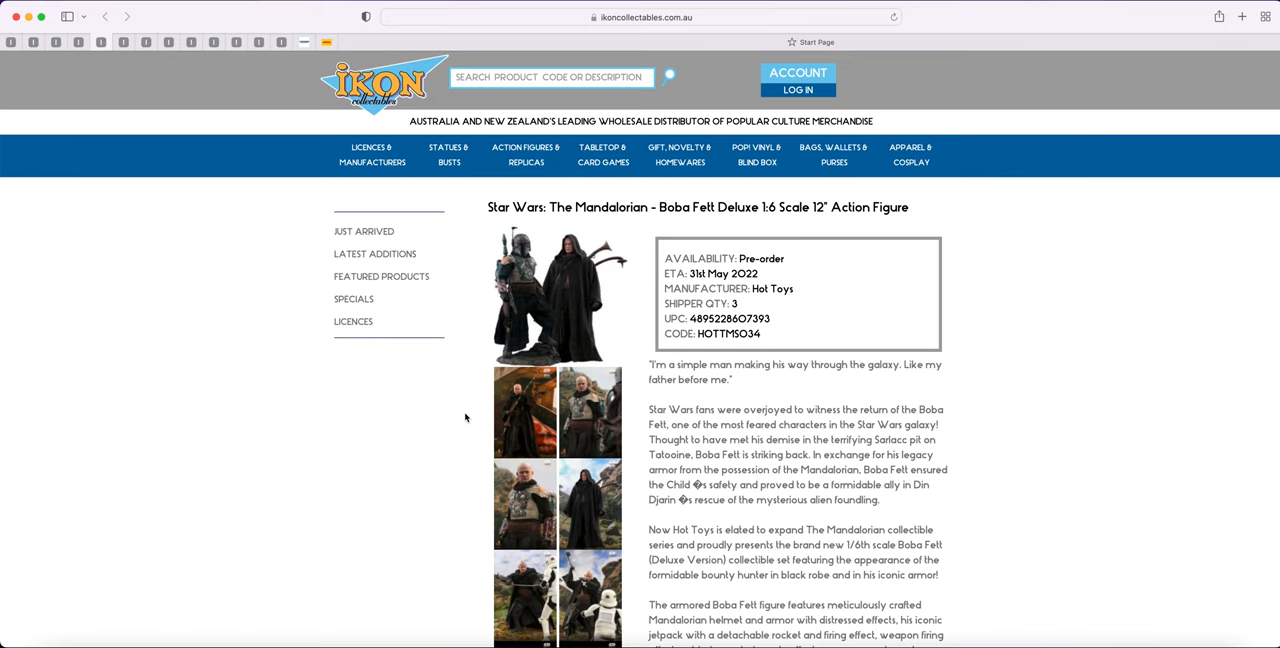 ikoncollectables.com.au
Start Page
iKON
collectables
SEARCH PRODUCT CODE OR DESCRIPTION
ACCOUNT
LOG IN
AUSTRALIA AND NEW ZEALAND'S LEADING WHOLESALE DISTRIBUTOR OF POPULAR CULTURE MERCHANDISE
LICENCES &
MANUFACTURERS
STATUES &
BUSTS
ACTION FIGURES &
REPLICAS
TABLETOP &
CARD GAMES
GIFT, NOVELTY &
HOMEWARES
POP! VINYL &
BLIND BOX
BAGS, WALLETS &
PURSES
APPAREL &
COSPLAY
JUST ARRIVED
LATEST ADDITIONS
FEATURED PRODUCTS
SPECIALS
LICENCES
Star Wars: The Mandalorian - Boba Fett Deluxe 1:6 Scale 12" Action Figure
AVAILABILITY: Pre-order
ETA: 31st May 2022
MANUFACTURER: Hot Toys
SHIPPER QTY: 3
UPC: 4895228607393
CODE: HOTTMS034
"I'm a simple man making his way through the galaxy. Like my
father before me."
Star Wars fans were overjoyed to witness the return of the Boba
Fett, one of the most feared characters in the Star Wars galaxy!
Thought to have met his demise in the terrifying Sarlacc pit on
Tatooine, Boba Fett is striking back. In exchange for his legacy
armor from the possession of the Mandalorian, Boba Fett ensured
the Child �s safety and proved to be a formidable ally in Din
Djarin �s rescue of the mysterious alien foundling.
Now Hot Toys is elated to expand The Mandalorian collectible
series and proudly presents the brand new 1/6th scale Boba Fett
(Deluxe Version) collectible set featuring the appearance of the
formidable bounty hunter in black robe and in his iconic armor!
The armored Boba Fett figure features meticulously crafted
Mandalorian helmet and armor with distressed effects, his iconic
jetpack with a detachable rocket and firing effect, weapon firing